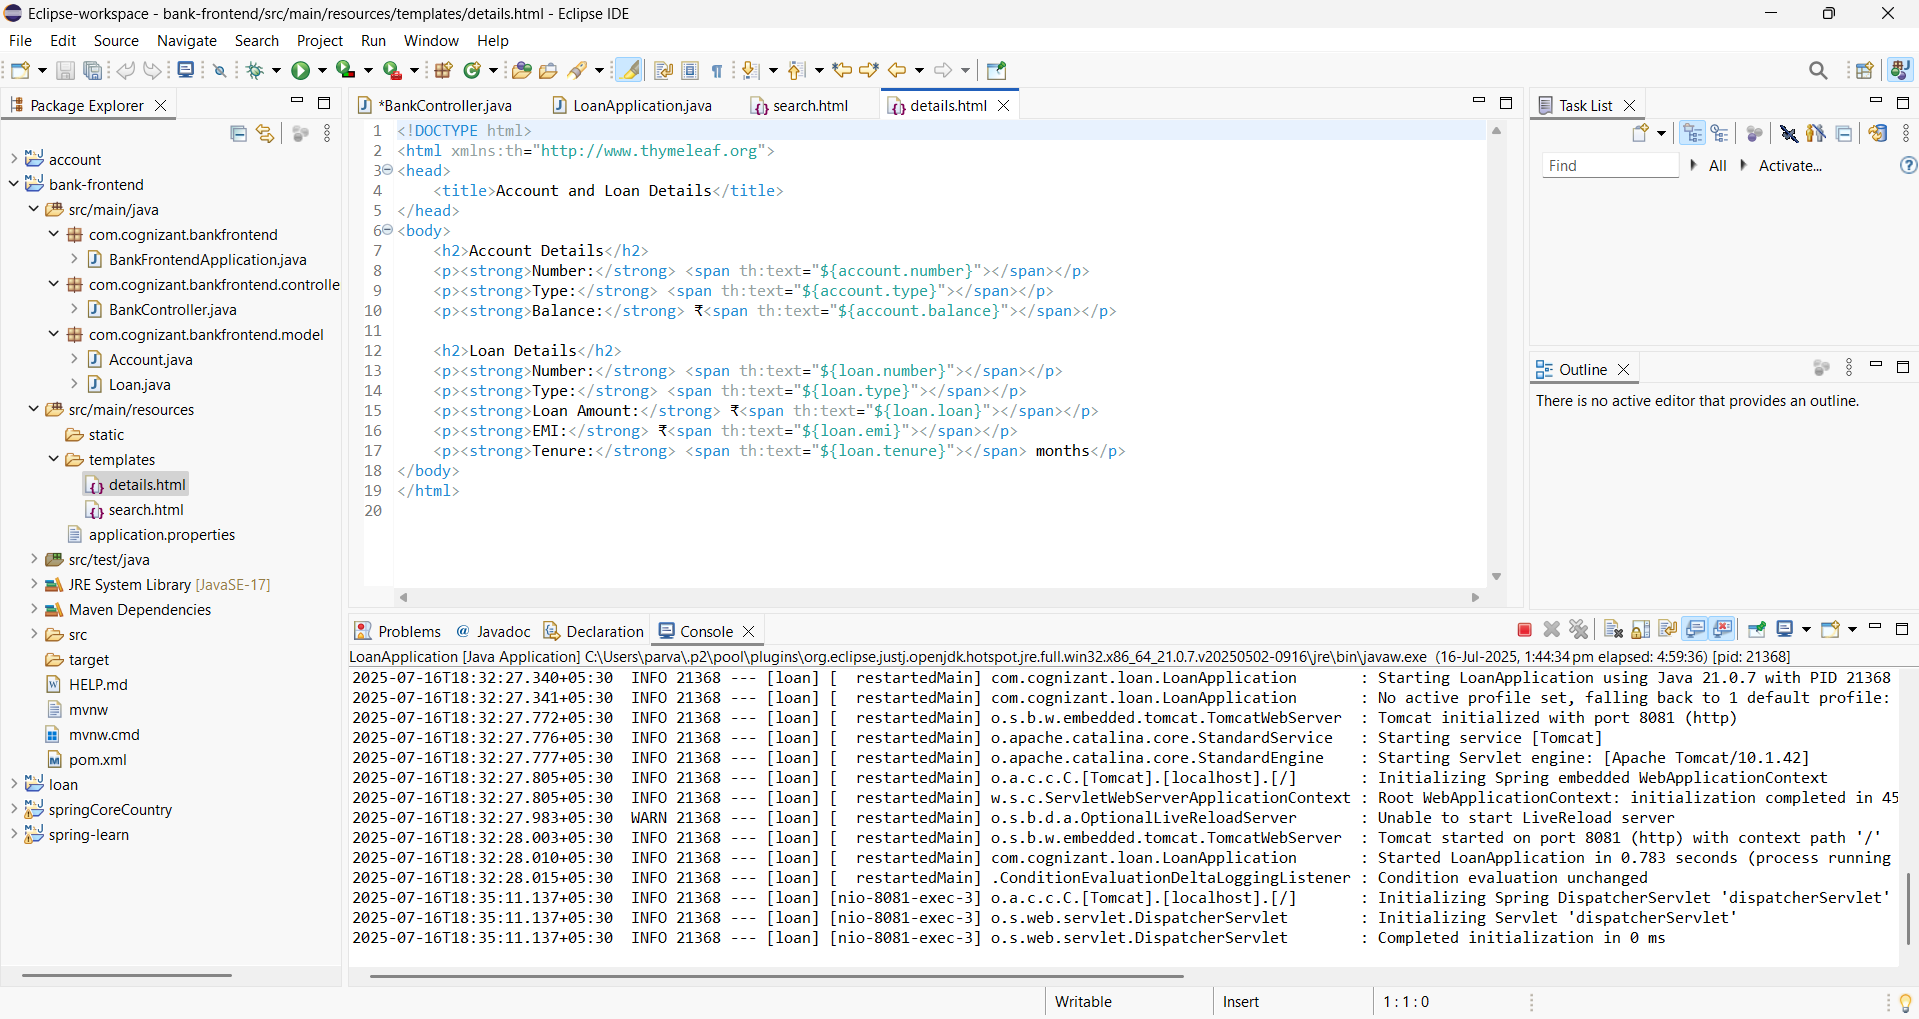 Eclipse-workspace - bank-frontend/src/main/resources/templates/details.html - Eclipse IDE
File Edit Source Navigate Search Project Run Window Help
Package Explorer
account
bank-frontend
src/main/java
com.cognizant.bankfrontend
BankFrontendApplication.java
com.cognizant.bankfrontend.controlle
BankController.java
com.cognizant.bankfrontend.model
Account.java
Loan.java
src/main/resources
static
templates
details.html
search.html
application.properties
src/test/java
JRE System Library [JavaSE-17]
Maven Dependencies
src
target
HELP.md
mvnw
mvnw.cmd
pom.xml
loan
springCoreCountry
spring-learn
*BankController.java LoanApplication.java search.html details.html
1 <!DOCTYPE html>
2 <html xmlns:th="http://www.thymeleaf.org">
3 <head>
4     <title>Account and Loan Details</title>
5 </head>
6 <body>
7     <h2>Account Details</h2>
8     <p><strong>Number:</strong> <span th:text="${account.number}"></span></p>
9     <p><strong>Type:</strong> <span th:text="${account.type}"></span></p>
10     <p><strong>Balance:</strong> ₹<span th:text="${account.balance}"></span></p>
11
12     <h2>Loan Details</h2>
13     <p><strong>Number:</strong> <span th:text="${loan.number}"></span></p>
14     <p><strong>Type:</strong> <span th:text="${loan.type}"></span></p>
15     <p><strong>Loan Amount:</strong> ₹<span th:text="${loan.loan}"></span></p>
16     <p><strong>EMI:</strong> ₹<span th:text="${loan.emi}"></span></p>
17     <p><strong>Tenure:</strong> <span th:text="${loan.tenure}"></span> months</p>
18 </body>
19 </html>
20
Task List
Find All Activate...
Outline
There is no active editor that provides an outline.
Problems @ Javadoc Declaration Console
LoanApplication [Java Application] C:\Users\parva\.p2\pool\plugins\org.eclipse.justj.openjdk.hotspot.jre.full.win32.x86_64_21.0.7.v20250502-0916\jre\bin\javaw.exe (16-Jul-2025, 1:44:34 pm elapsed: 4:59:36) [pid: 21368]
2025-07-16T18:32:27.340+05:30  INFO 21368 --- [loan] [  restartedMain] com.cognizant.loan.LoanApplication       : Starting LoanApplication using Java 21.0.7 with PID 21368
2025-07-16T18:32:27.341+05:30  INFO 21368 --- [loan] [  restartedMain] com.cognizant.loan.LoanApplication       : No active profile set, falling back to 1 default profile:
2025-07-16T18:32:27.772+05:30  INFO 21368 --- [loan] [  restartedMain] o.s.b.w.embedded.tomcat.TomcatWebServer  : Tomcat initialized with port 8081 (http)
2025-07-16T18:32:27.776+05:30  INFO 21368 --- [loan] [  restartedMain] o.apache.catalina.core.StandardService   : Starting service [Tomcat]
2025-07-16T18:32:27.777+05:30  INFO 21368 --- [loan] [  restartedMain] o.apache.catalina.core.StandardEngine    : Starting Servlet engine: [Apache Tomcat/10.1.42]
2025-07-16T18:32:27.805+05:30  INFO 21368 --- [loan] [  restartedMain] o.a.c.c.C.[Tomcat].[localhost].[/]       : Initializing Spring embedded WebApplicationContext
2025-07-16T18:32:27.805+05:30  INFO 21368 --- [loan] [  restartedMain] w.s.c.ServletWebServerApplicationContext : Root WebApplicationContext: initialization completed in 45
2025-07-16T18:32:27.983+05:30  WARN 21368 --- [loan] [  restartedMain] o.s.b.d.a.OptionalLiveReloadServer       : Unable to start LiveReload server
2025-07-16T18:32:28.003+05:30  INFO 21368 --- [loan] [  restartedMain] o.s.b.w.embedded.tomcat.TomcatWebServer  : Tomcat started on port 8081 (http) with context path '/'
2025-07-16T18:32:28.010+05:30  INFO 21368 --- [loan] [  restartedMain] com.cognizant.loan.LoanApplication       : Started LoanApplication in 0.783 seconds (process running
2025-07-16T18:32:28.015+05:30  INFO 21368 --- [loan] [  restartedMain] .ConditionEvaluationDeltaLoggingListener : Condition evaluation unchanged
2025-07-16T18:35:11.137+05:30  INFO 21368 --- [loan] [nio-8081-exec-3] o.a.c.c.C.[Tomcat].[localhost].[/]       : Initializing Spring DispatcherServlet 'dispatcherServlet'
2025-07-16T18:35:11.137+05:30  INFO 21368 --- [loan] [nio-8081-exec-3] o.s.web.servlet.DispatcherServlet        : Initializing Servlet 'dispatcherServlet'
2025-07-16T18:35:11.137+05:30  INFO 21368 --- [loan] [nio-8081-exec-3] o.s.web.servlet.DispatcherServlet        : Completed initialization in 0 ms
Writable Insert 1 : 1 : 0